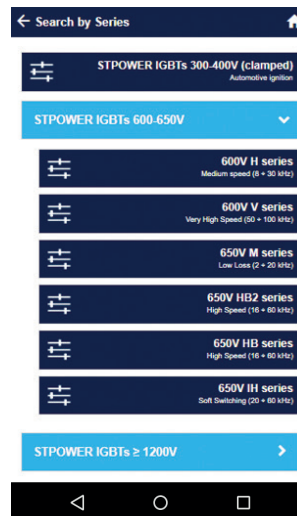 Search by Series
STPOWER IGBTs 300-400V (clamped)
Automotive ignition
STPOWER IGBTs 600-650V
600V H series
Medium speed (8 ÷ 30 kHz)
600V V series
Very High Speed (50 ÷ 100 kHz)
650V M series
Low Loss (2 ÷ 20 kHz)
650V HB2 series
High Speed (16 ÷ 60 kHz)
650V HB series
High Speed (16 ÷ 60 kHz)
650V IH series
Soft Switching (20 ÷ 60 kHz)
STPOWER IGBTs ≥ 1200V